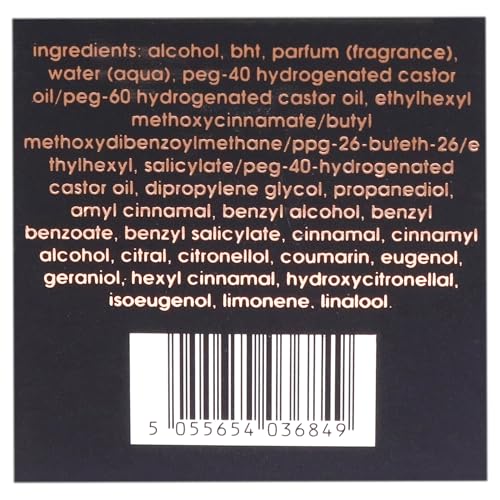 ingredients: alcohol, bht, parfum (fragrance),
water (aqua), peg-40 hydrogenated castor
oil/peg-60 hydrogenated castor oil, ethylhexyl
methoxycinnamate/butyl
methoxydibenzoylmethane/ppg-26-buteth-26/e
thylhexyl, salicylate/peg-40-hydrogenated
castor oil, dipropylene glycol, propanediol,
amyl cinnamal, benzyl alcohol, benzyl
benzoate, benzyl salicylate, cinnamal, cinnamyl
alcohol, citral, citronellol, coumarin, eugenol,
geraniol, hexyl cinnamal, hydroxycitronellal,
isoeugenol, limonene, linalool.
5 055654 036849